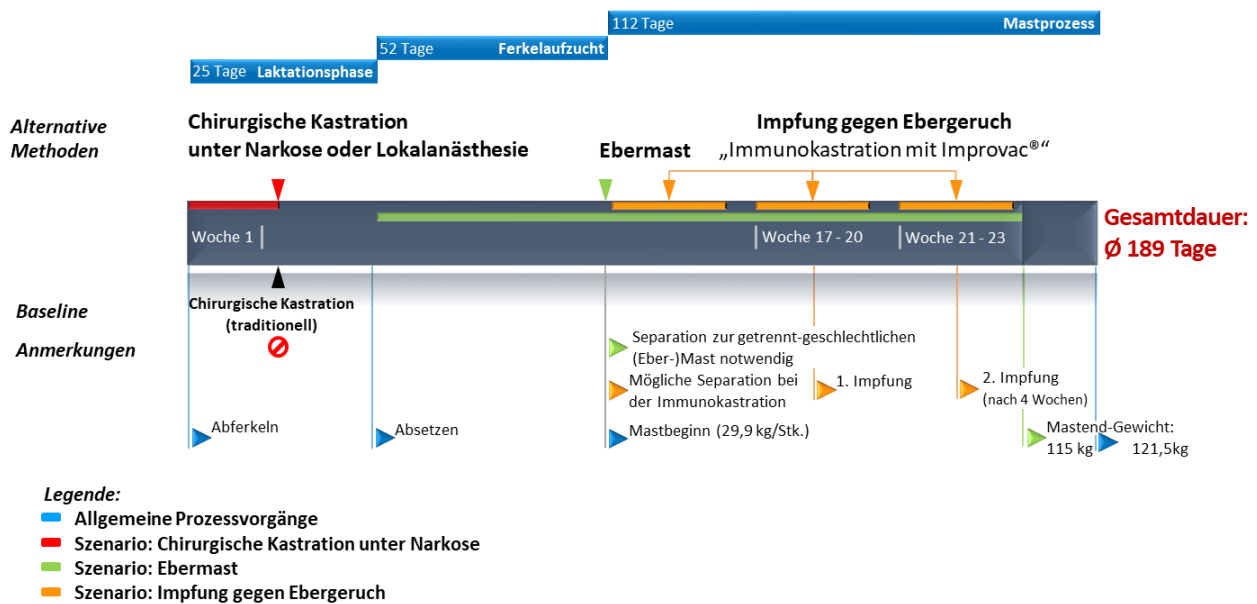 112 Tage Mastprozess
52 Tage Ferkelaufzucht
25 Tage Laktationsphase
Alternative
Methoden
Chirurgische Kastration
unter Narkose oder Lokalanästhesie
Ebermast
Impfung gegen Ebergeruch
„Immunokastration mit Improvac®“
Woche 1
Woche 17 - 20
Woche 21 - 23
Gesamtdauer:
Ø 189 Tage
Baseline
Chirurgische Kastration
(traditionell)
Anmerkungen
Separation zur getrennt-geschlechtlichen
(Eber-)Mast notwendig
Mögliche Separation bei
der Immunokastration
1. Impfung
2. Impfung
(nach 4 Wochen)
Abferkeln
Absetzen
Mastbeginn (29,9 kg/Stk.)
Mastend-Gewicht:
115 kg
121,5kg
Legende:
Allgemeine Prozessvorgänge
Szenario: Chirurgische Kastration unter Narkose
Szenario: Ebermast
Szenario: Impfung gegen Ebergeruch